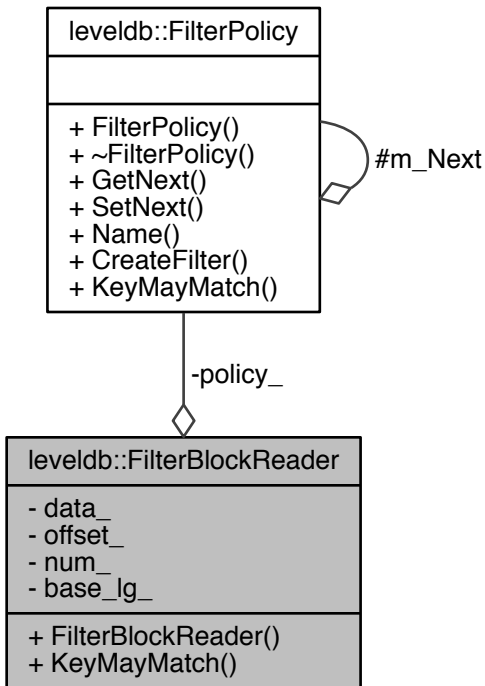 leveldb::FilterPolicy
+ FilterPolicy()
+ ~FilterPolicy()
+ GetNext()
+ SetNext()
+ Name()
+ CreateFilter()
+ KeyMayMatch()
#m_Next
-policy_
leveldb::FilterBlockReader
- data_
- offset_
- num_
- base_lg_
+ FilterBlockReader()
+ KeyMayMatch()